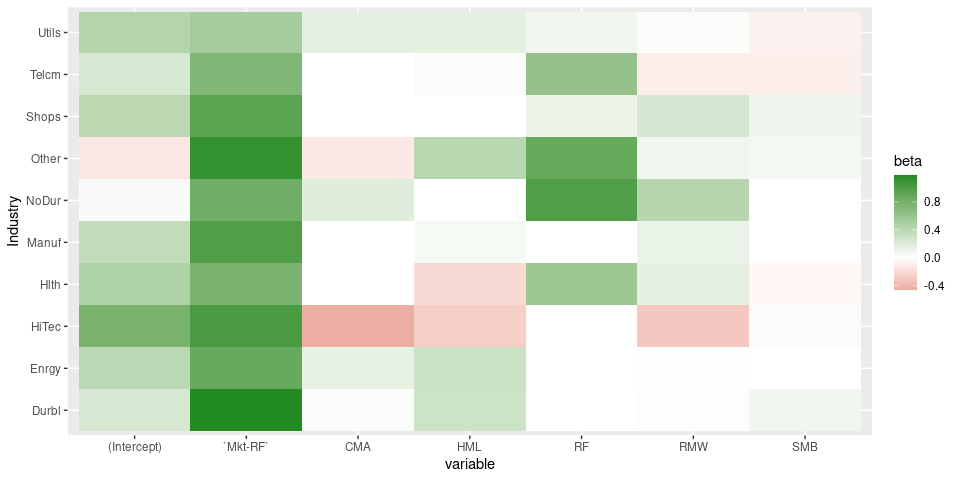 Industry
Utils
Telcm
Shops
Other
NoDur
Manuf
Hlth
HiTec
Enrgy
Durbl
(Intercept) `Mkt-RF` CMA HML RF RMW SMB
variable
beta
0.8
0.4
0.0
-0.4